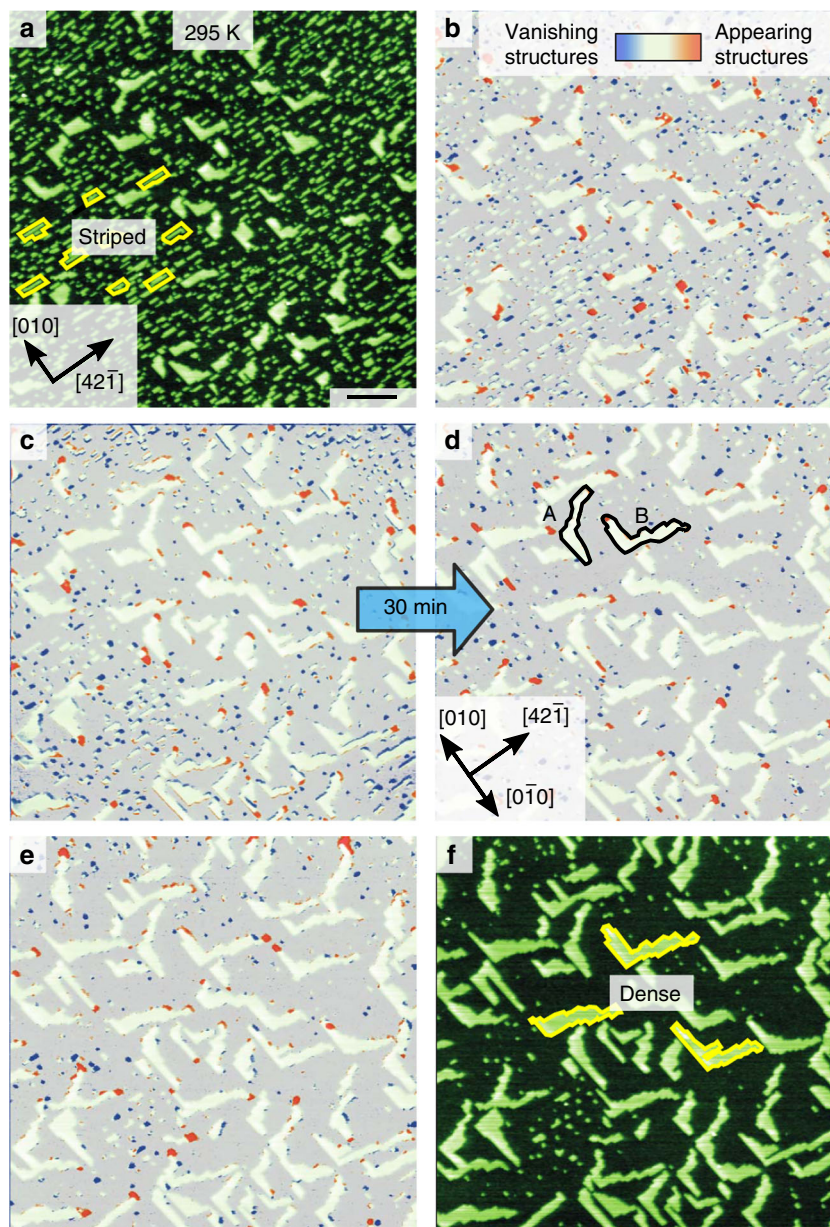 a
295 K
Striped
[010]
[421̅]
b
Vanishing structures
Appearing structures
c
30 min
d
A
B
[010]
[421̅]
[01̅0]
e
f
Dense